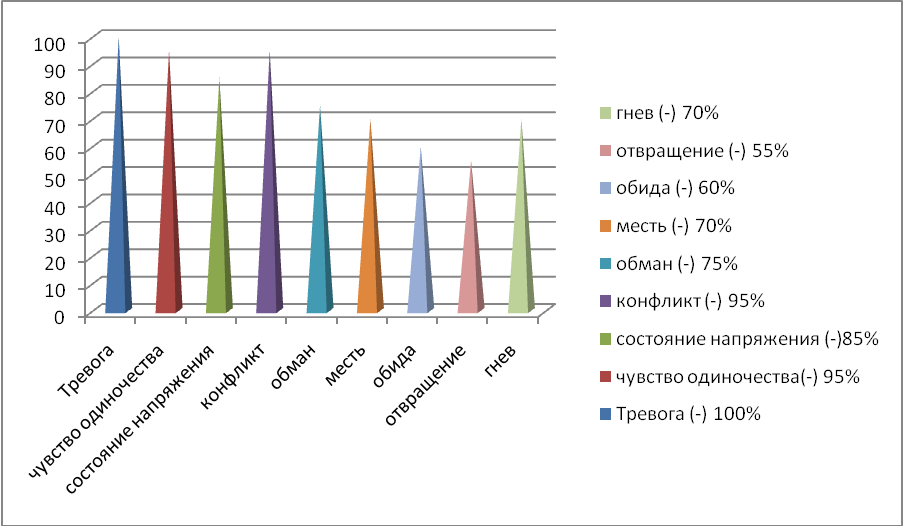 100
90
80
70
60
50
40
30
20
10
0
Тревога
чувство одиночества
состояние напряжения
конфликт
обман
месть
обида
отвращение
гнев
гнев (-) 70%
отвращение (-) 55%
обида (-) 60%
месть (-) 70%
обман (-) 75%
конфликт (-) 95%
состояние напряжения (-)85%
чувство одиночества(-) 95%
Тревога (-) 100%